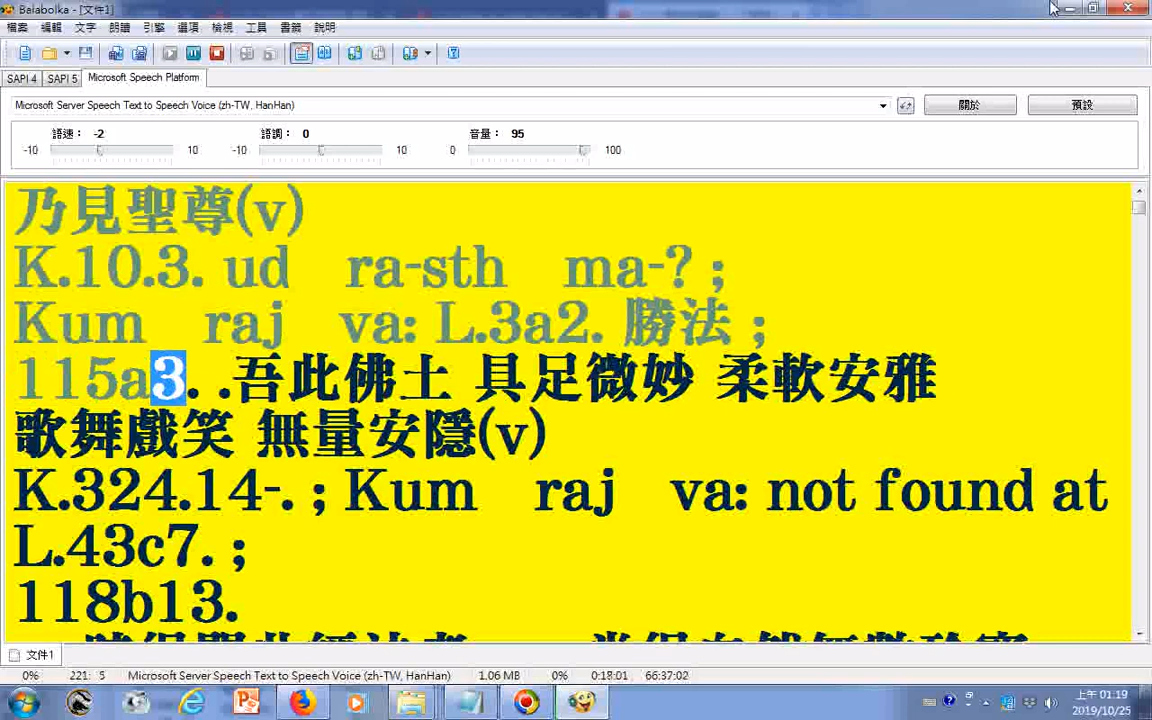 Balabolka - [文件1]
檔案 編輯 文字 朗讀 引擎 選項 檢視 工具 書籤 說明
SAPI 4 SAPI 5 Microsoft Speech Platform
Microsoft Server Speech Text to Speech Voice (zh-TW, HanHan) 關於 預設
語速： -2 語調： 0 音量： 95
-10 10 -10 10 0 100
乃見聖尊(v)
K.10.3. ud ra-sth ma-? ;
Kum raj va: L.3a2. 勝法 ;
115a3. .吾此佛土 具足微妙 柔軟安雅
歌舞戲笑 無量安隱(v)
K.324.14-. ; Kum raj va: not found at
L.43c7. ;
118b13.
文件1
0% 221: 5 Microsoft Server Speech Text to Speech Voice (zh-TW, HanHan) 1.06 MB 0% 0:18:01 66:37:02
上午 01:19
2019/10/25